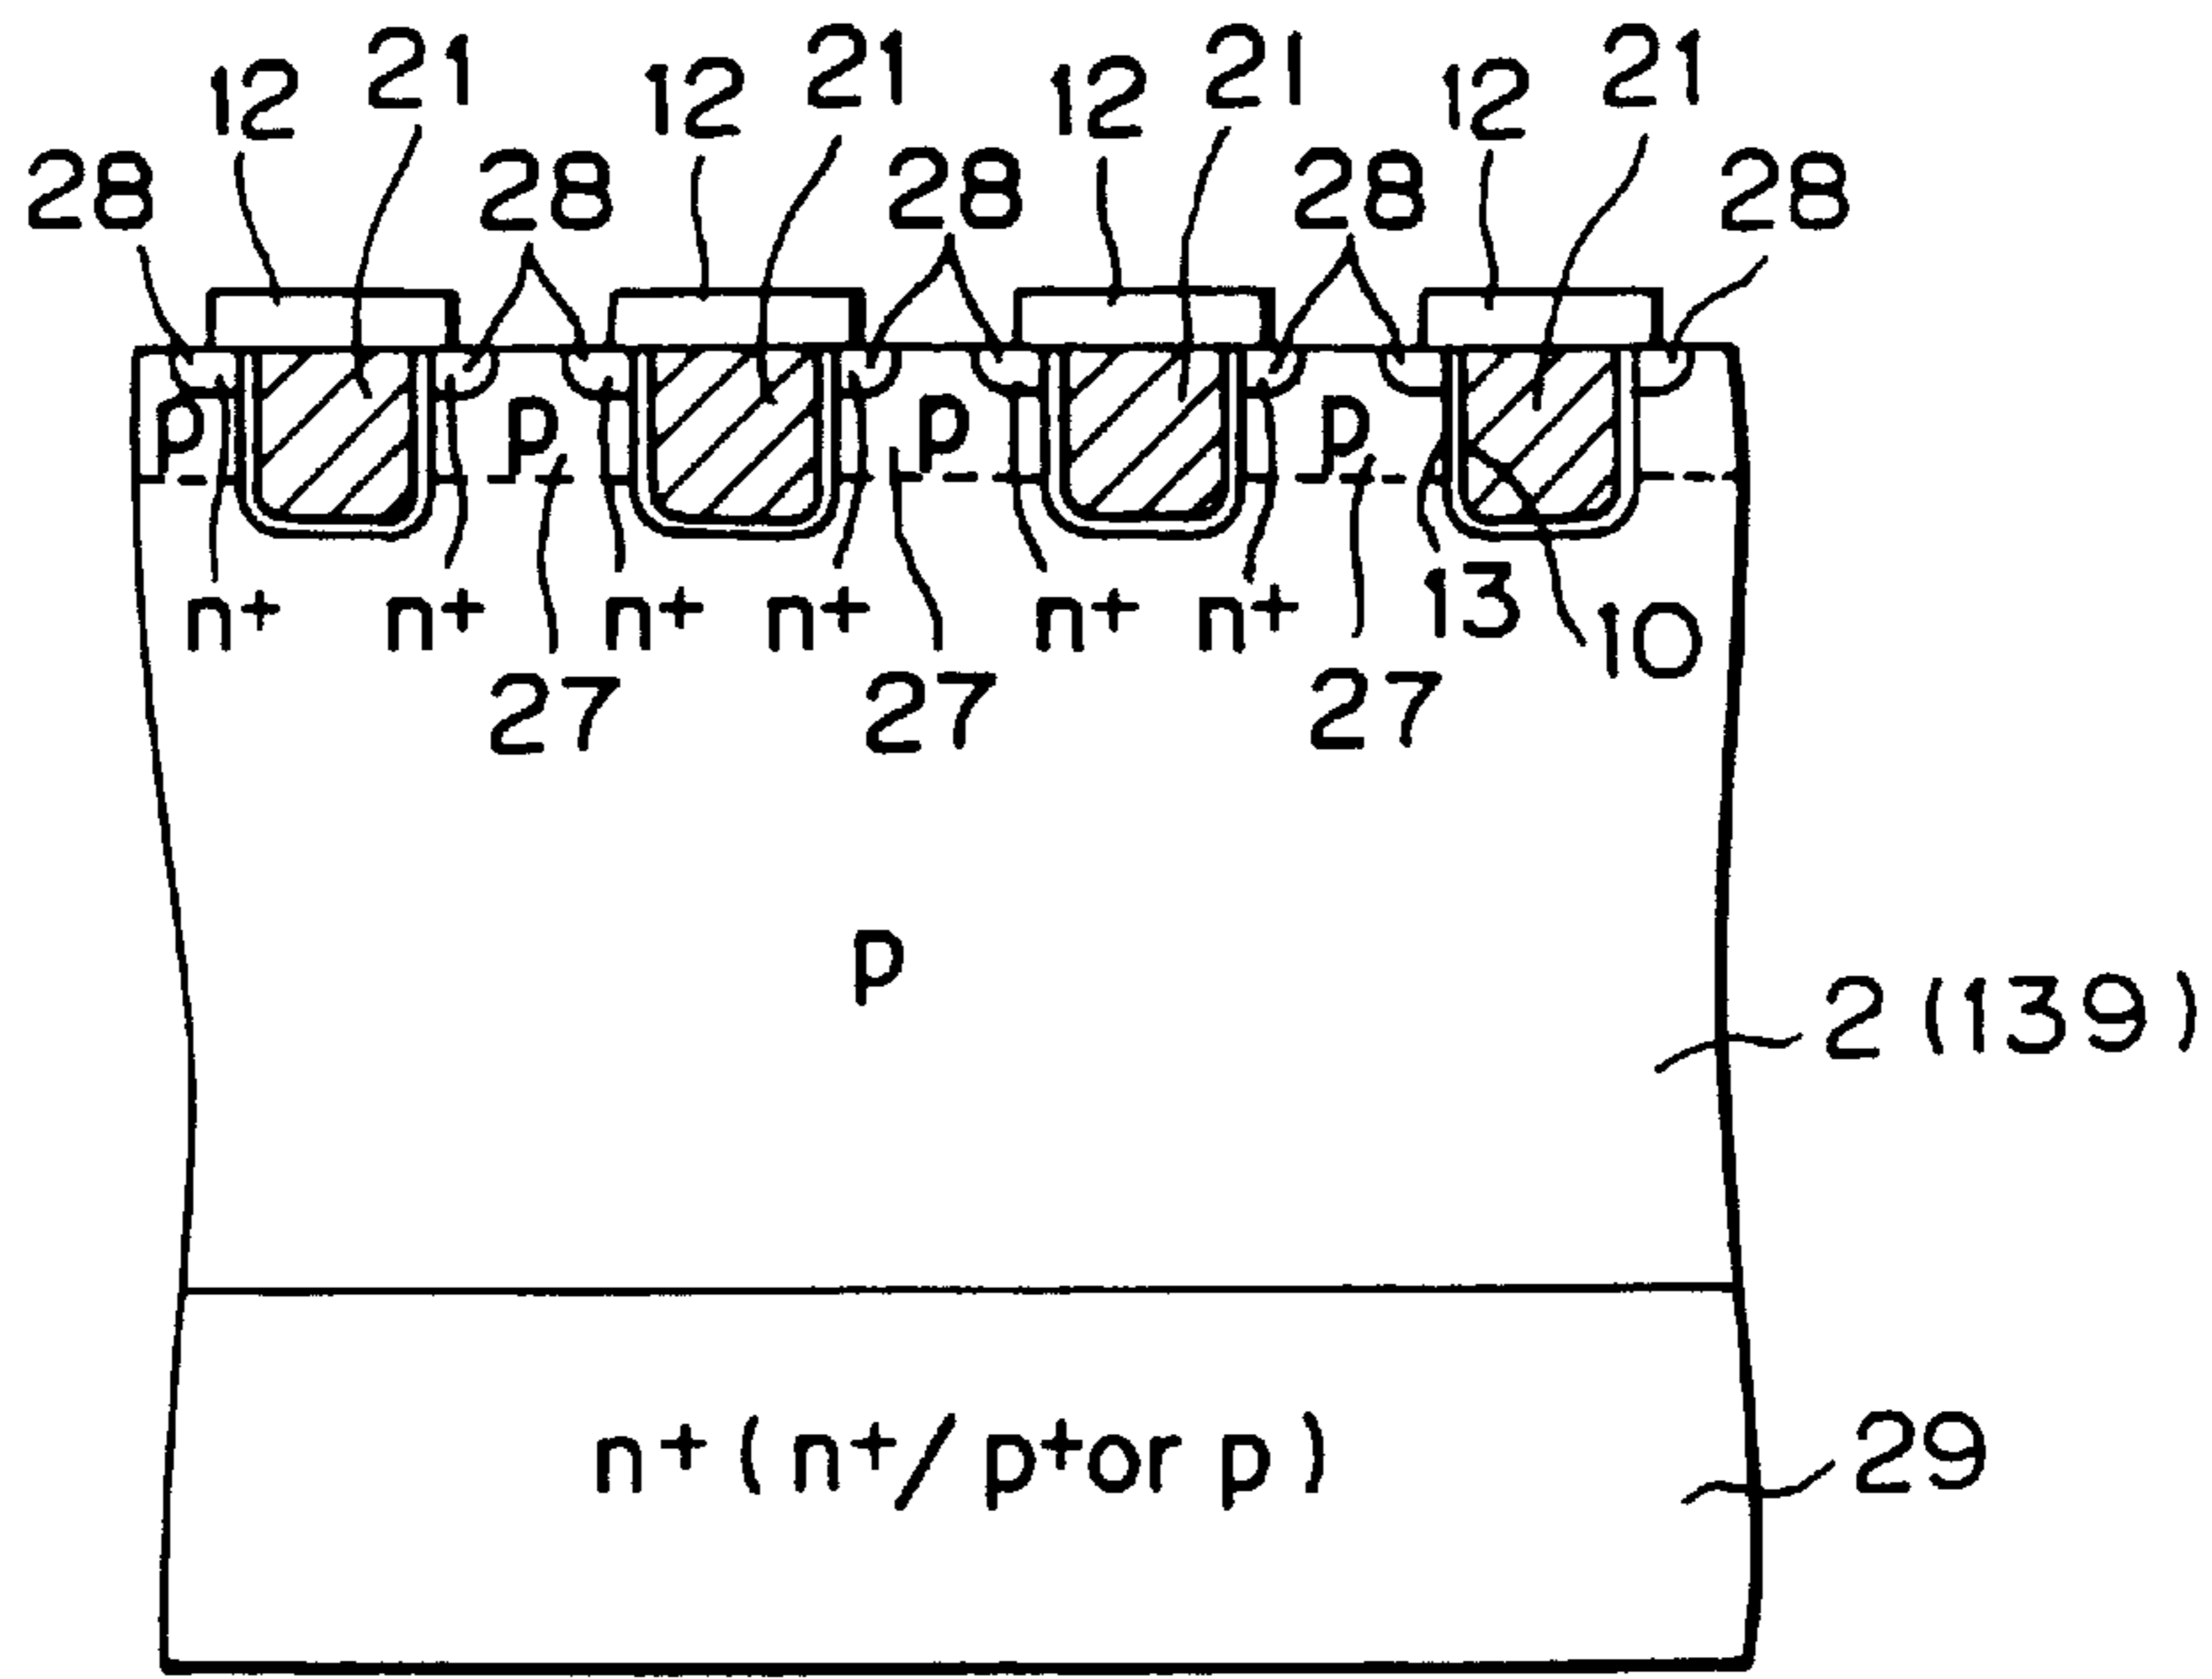 12 21 12 21 12 21 12 21
28 28 28 28 28
p p p p
n+ n+ n+ n+ n+ n+ 13 10
27 27 27
p
2 (139)
n+ (n+/p+or p)
29